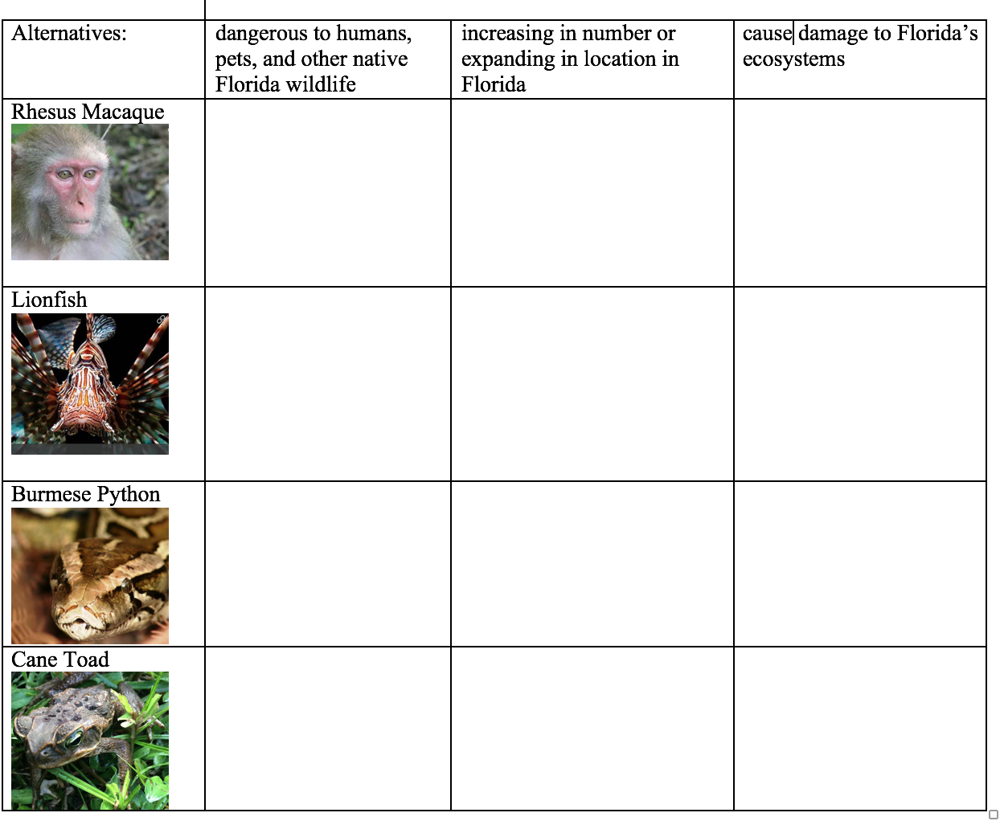 Alternatives:
dangerous to humans,
pets, and other native
Florida wildlife
increasing in number or
expanding in location in
Florida
cause damage to Florida’s
ecosystems
Rhesus Macaque
Lionfish
Burmese Python
Cane Toad